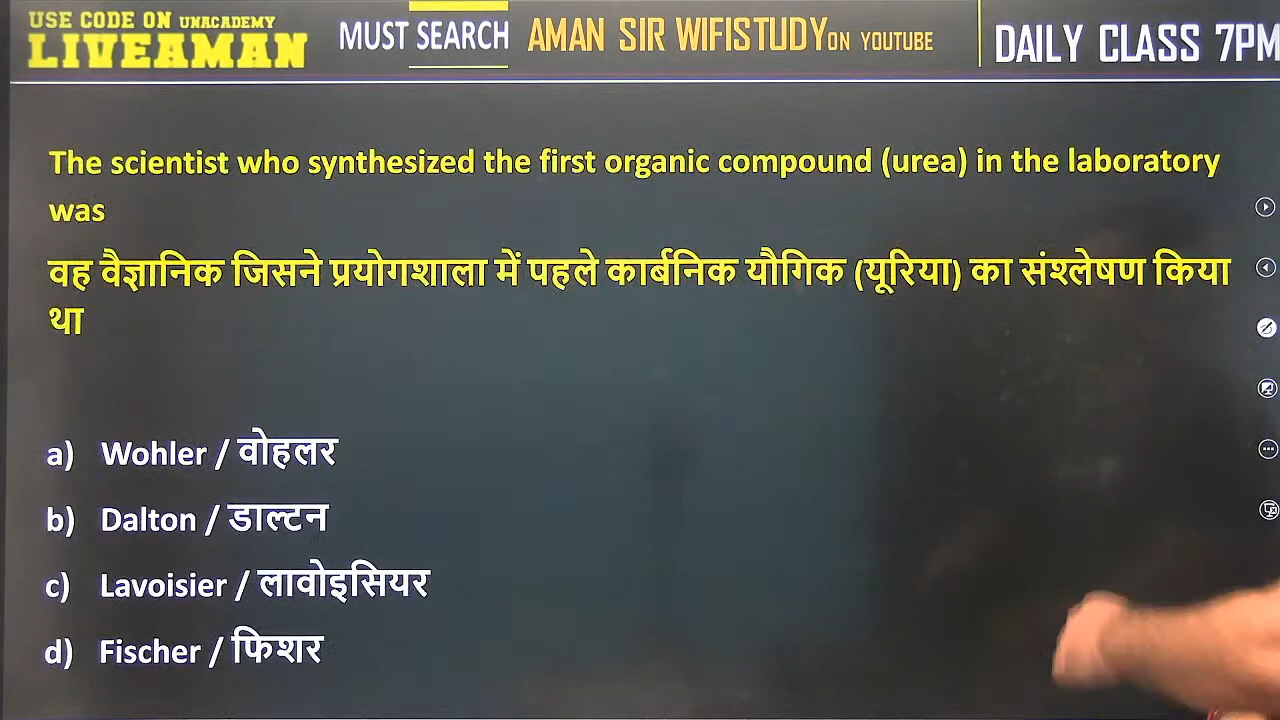 USE CODE ON UNACADEMY
LIVEAMAN
MUST SEARCH
AMAN SIR WIFISTUDY ON YOUTUBE
DAILY CLASS 7PM
The scientist who synthesized the first organic compound (urea) in the laboratory
was
वह वैज्ञानिक जिसने प्रयोगशाला में पहले कार्बनिक यौगिक (यूरिया) का संश्लेषण किया
था
a) Wohler / वोहलर
b) Dalton / डाल्टन
c) Lavoisier / लावोइसियर
d) Fischer / फिशर